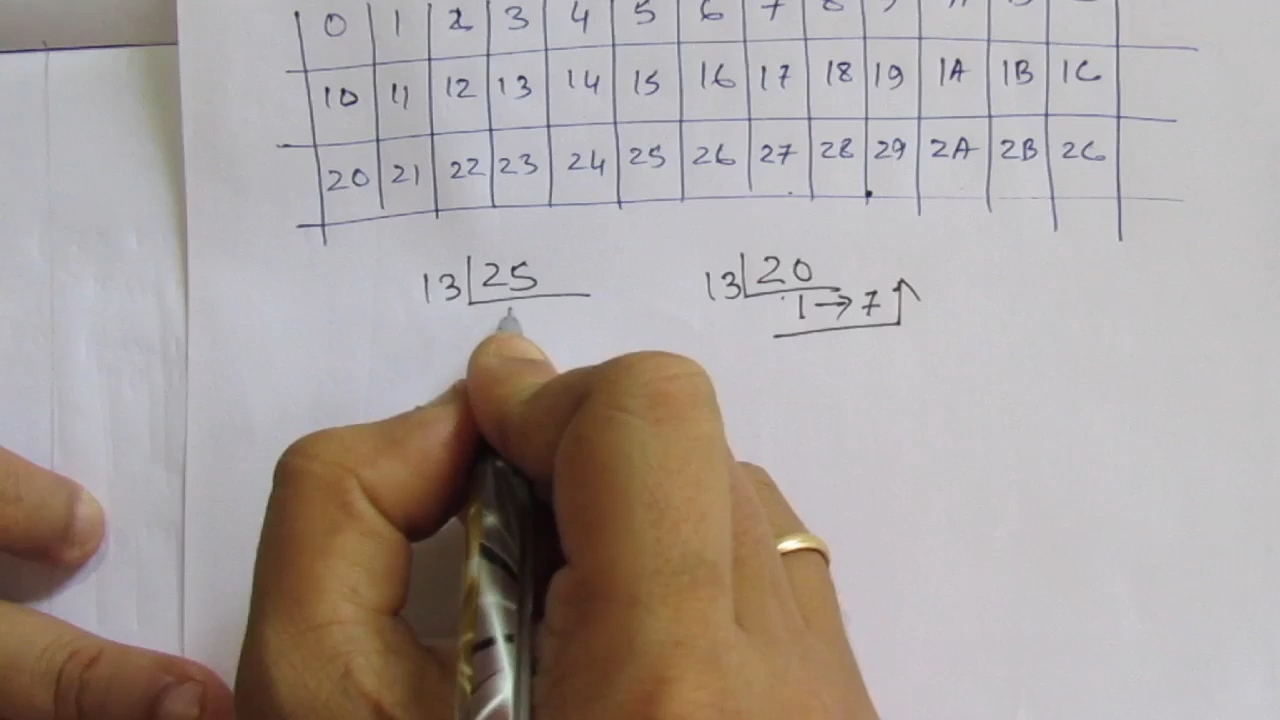 0 1 2 3 4 5 6 7 8 9
10 11 12 13 14 15 16 17 18 19 1A 1B 1C
20 21 22 23 24 25 26 27 28 29 2A 2B 2C
13 25 13 20
1 → 7